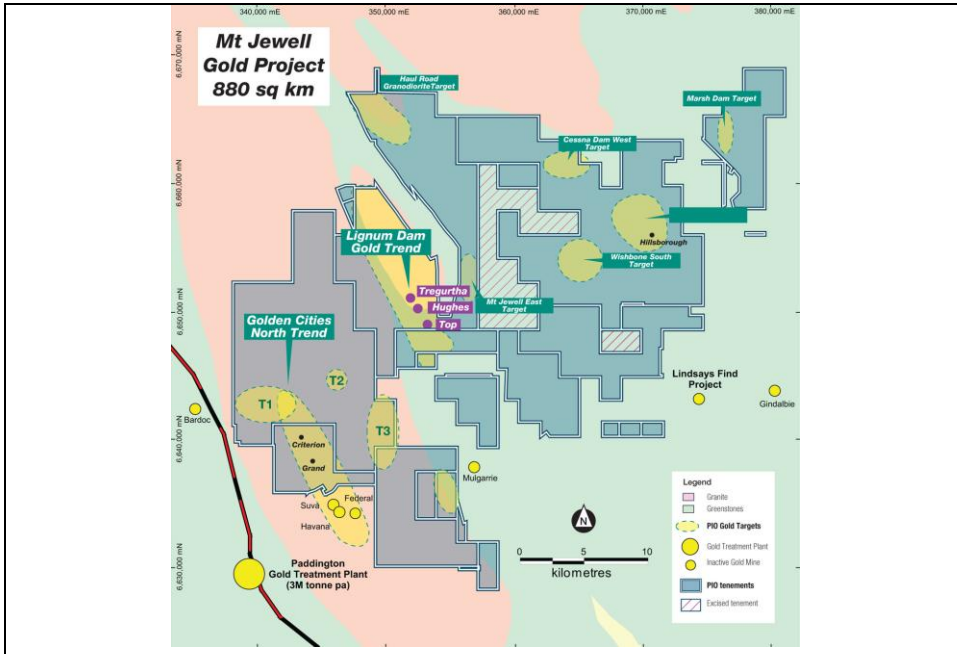 340,000 mE
350,000 mE
360,000 mE
370,000 mE
380,000 mE
Mt Jewell
Gold Project
880 sq km
6,670,000 mN
6,660,000 mN
6,650,000 mN
6,640,000 mN
6,630,000 mN
Haul Road
Granodiorite Target
Marsh Dam Target
Cessna Dam West
Target
Lignum Dam
Gold Trend
Hillsborough
Wishbone South
Target
Tregurtha
Hughes
Top
Mt Jewell East
Target
Golden Cities
North Trend
T1
T2
T3
Lindsays Find
Project
Gindalbie
Bardoc
Criterion
Grand
Mulgarrie
Suva
Federal
Havana
Paddington
Gold Treatment Plant
(3M tonne pa)
N
0
5
10
kilometres
Legend
Granite
Greenstones
PIO Gold Targets
Gold Treatment Plant
Inactive Gold Mine
PIO tenements
Excised tenement